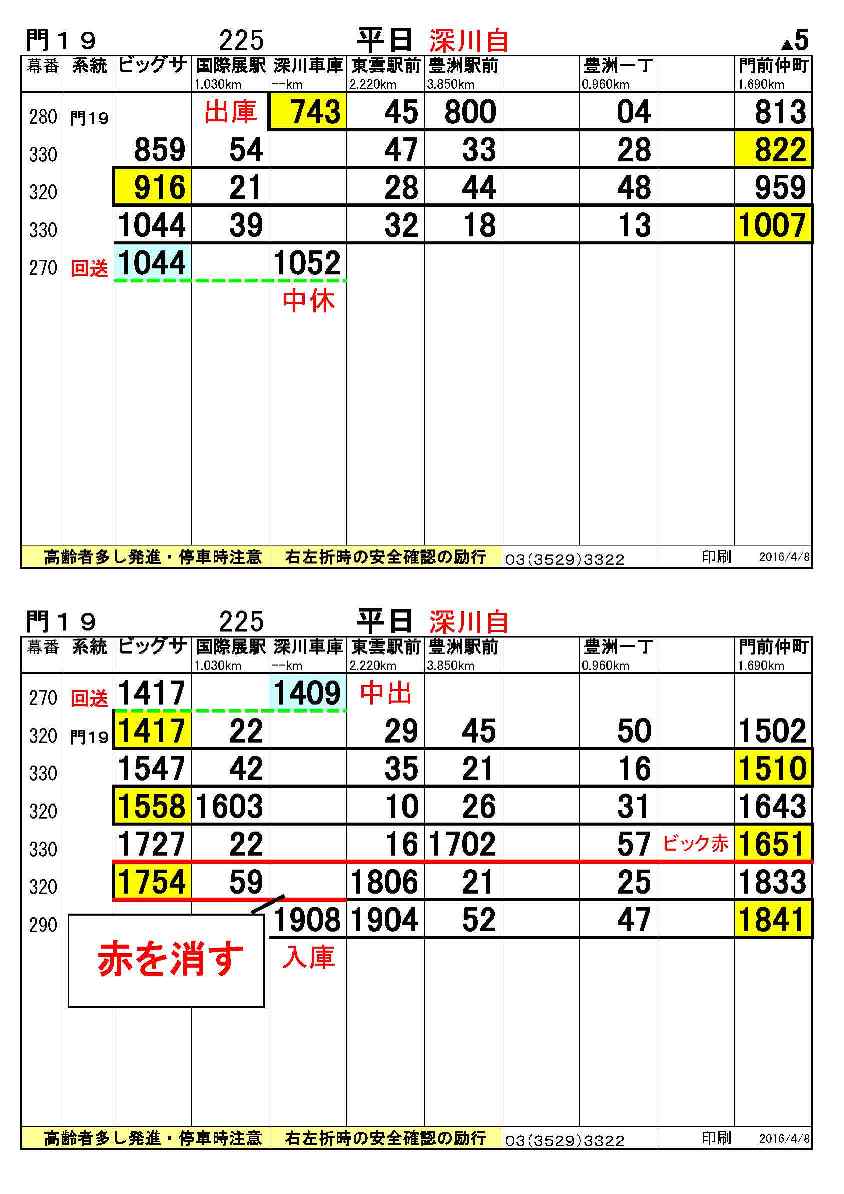 門１９ 225 平日 深川自 ▲5
幕番 系統 ビッグサ 国際展駅 深川車庫 東雲駅前 豊洲駅前 豊洲一丁 門前仲町
1.030km --km 2.220km 3.850km 0.960km 1.690km
280 門19 出庫 743 45 800 04 813
330 859 54 47 33 28 822
320 916 21 28 44 48 959
330 1044 39 32 18 13 1007
270 回送 1044 1052
中休
高齢者多し発進・停車時注意 右左折時の安全確認の励行 03(3529)3322 印刷 2016/4/8
門１９ 225 平日 深川自
幕番 系統 ビッグサ 国際展駅 深川車庫 東雲駅前 豊洲駅前 豊洲一丁 門前仲町
1.030km --km 2.220km 3.850km 0.960km 1.690km
270 回送 1417 1409 中出
320 門19 1417 22 29 45 50 1502
330 1547 42 35 21 16 1510
320 1558 1603 10 26 31 1643
330 1727 22 16 1702 57 ビック赤 1651
320 1754 59 1806 21 25 1833
290 1908 1904 52 47 1841
赤を消す 入庫
高齢者多し発進・停車時注意 右左折時の安全確認の励行 03(3529)3322 印刷 2016/4/8